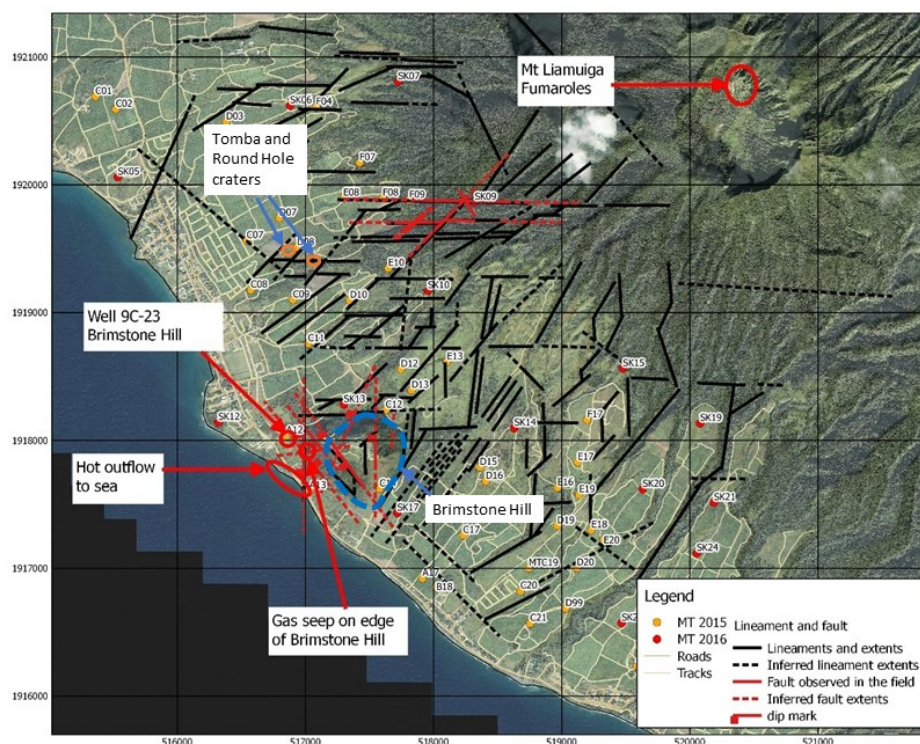 1921000
1920000
1919000
1918000
1917000
1916000
516000
517000
518000
519000
520000
521000
Mt Liamuiga
Fumaroles
Tomba and
Round Hole
craters
Well 9C-23
Brimstone Hill
Hot outflow
to sea
Gas seep on edge
of Brimstone Hill
Brimstone Hill
C01
C02
D03
SK06
F04
SK07
SK05
F07
E08
F08
F09
SK09
D07
C07
D08
E10
C08
C09
D10
SK10
C11
D12
E13
D13
SK15
SK13
C12
SK12
A12
SK14
F17
SK19
A13
D15
D16
E17
E16
E19
SK20
SK21
SK17
C17
D19
E18
E20
SK24
MTC19
D20
B18
C20
D99
C21
Legend
MT 2015
MT 2016
Roads
Tracks
Lineament and fault
Lineaments and extents
Inferred lineament extents
Fault observed in the field
Inferred fault extents
dip mark